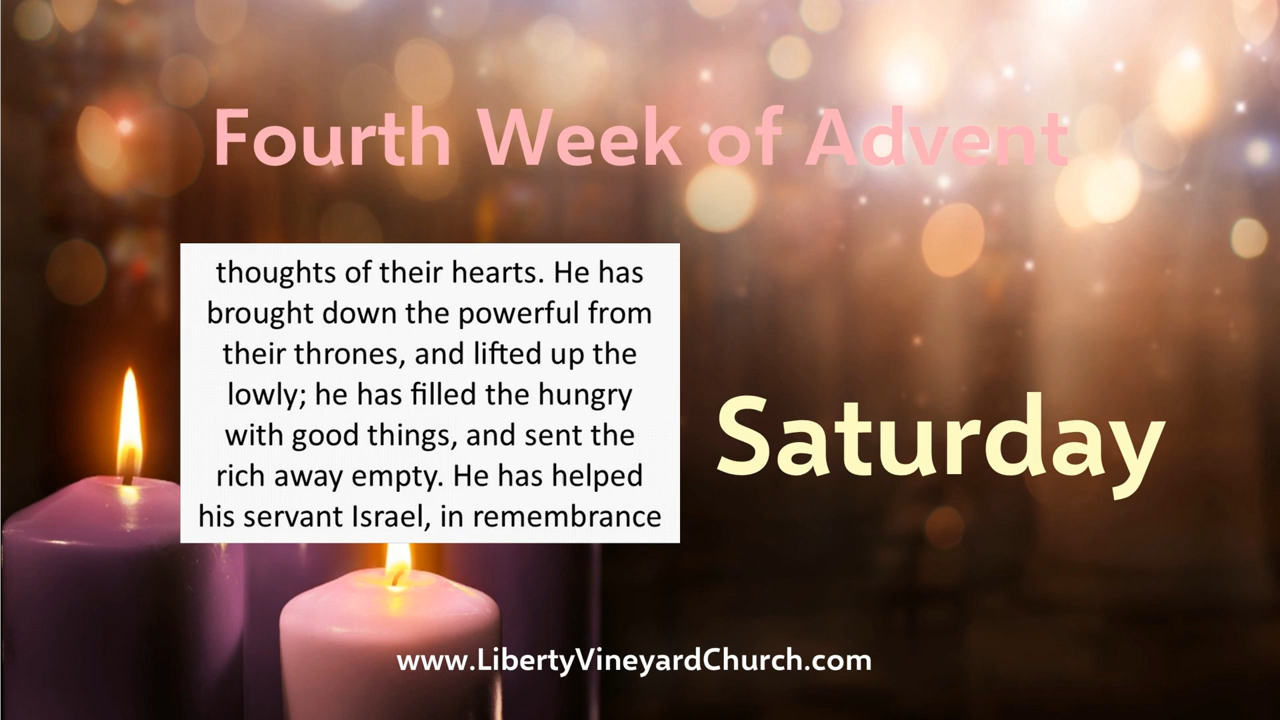 Fourth Week of Advent
thoughts of their hearts. He has
brought down the powerful from
their thrones, and lifted up the
lowly; he has filled the hungry
with good things, and sent the
rich away empty. He has helped
his servant Israel, in remembrance
Saturday
www.LibertyVineyardChurch.com